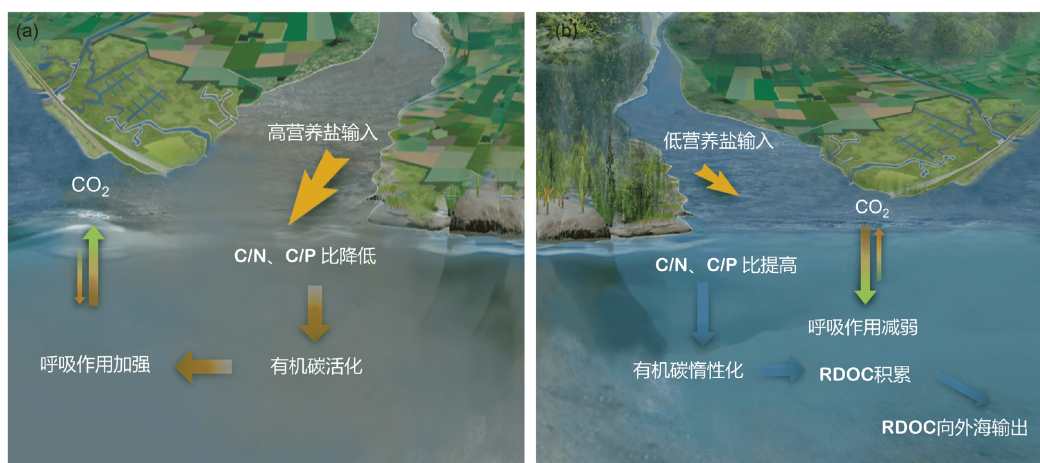 (a)
高营养盐输入
CO₂
C/N、C/P 比降低
呼吸作用加强
有机碳活化
(b)
低营养盐输入
CO₂
C/N、C/P 比提高
呼吸作用减弱
有机碳惰性化
RDOC积累
RDOC向外海输出